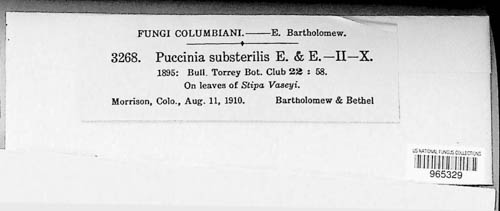 FUNGI COLUMBIANI.——E. Bartholomew.
3268. Puccinia substerilis E. & E.—II—X.
1895: Bull. Torrey Bot. Club 22 : 58.
On leaves of Stipa Vaseyi.
Morrison, Colo., Aug. 11, 1910. Bartholomew & Bethel
US NATIONAL FUNGUS COLLECTIONS
965329